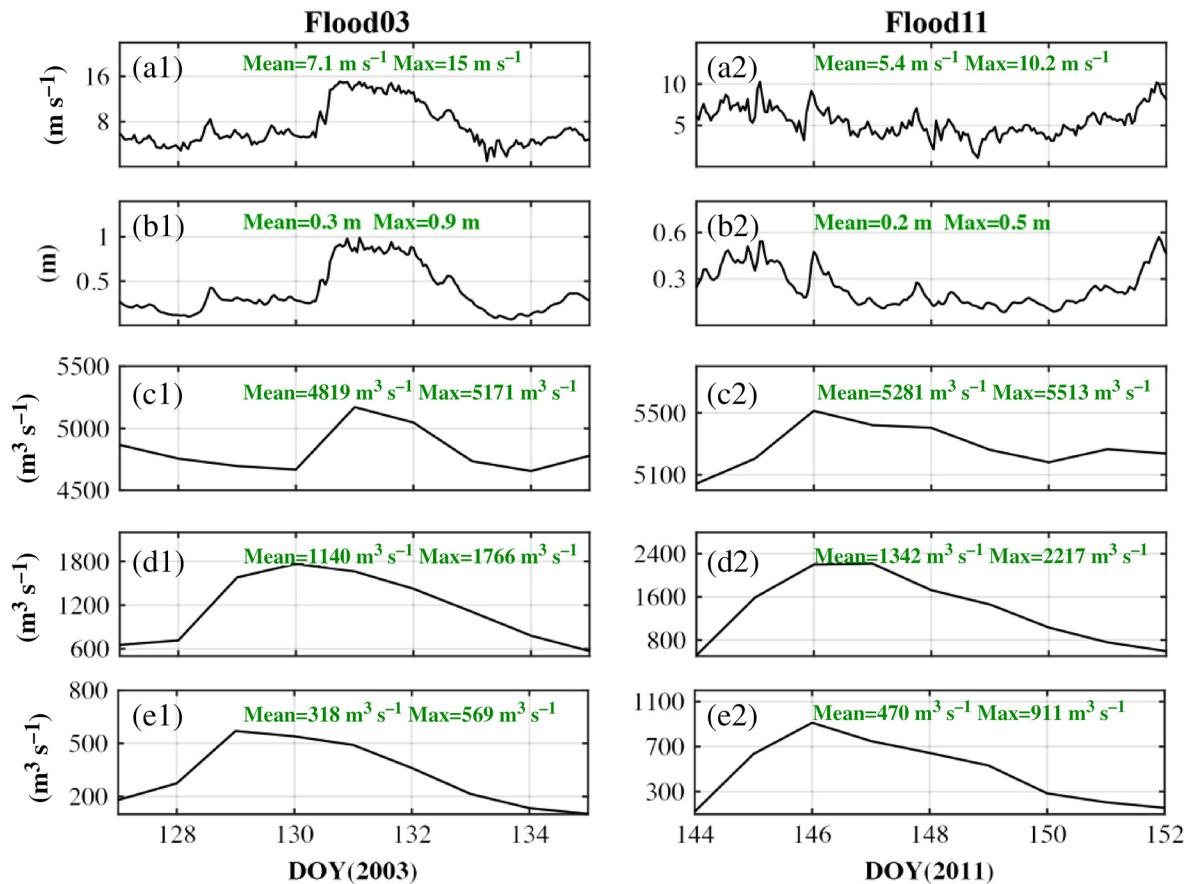 Flood03 Flood11
(a1) Mean=7.1 m s⁻¹ Max=15 m s⁻¹
16
8
(m s⁻¹)
(a2) Mean=5.4 m s⁻¹ Max=10.2 m s⁻¹
10
5
(b1) Mean=0.3 m Max=0.9 m
1
0.5
(m)
(b2) Mean=0.2 m Max=0.5 m
0.6
0.3
5500
(c1) Mean=4819 m³ s⁻¹ Max=5171 m³ s⁻¹
5000
4500
(m³ s⁻¹)
(c2) Mean=5281 m³ s⁻¹ Max=5513 m³ s⁻¹
5500
5100
(d1) Mean=1140 m³ s⁻¹ Max=1766 m³ s⁻¹
1800
1200
600
(m³ s⁻¹)
(d2) Mean=1342 m³ s⁻¹ Max=2217 m³ s⁻¹
2400
1600
800
800
(e1) Mean=318 m³ s⁻¹ Max=569 m³ s⁻¹
500
200
(m³ s⁻¹)
128 130 132 134
DOY(2003)
1100
(e2) Mean=470 m³ s⁻¹ Max=911 m³ s⁻¹
700
300
144 146 148 150 152
DOY(2011)